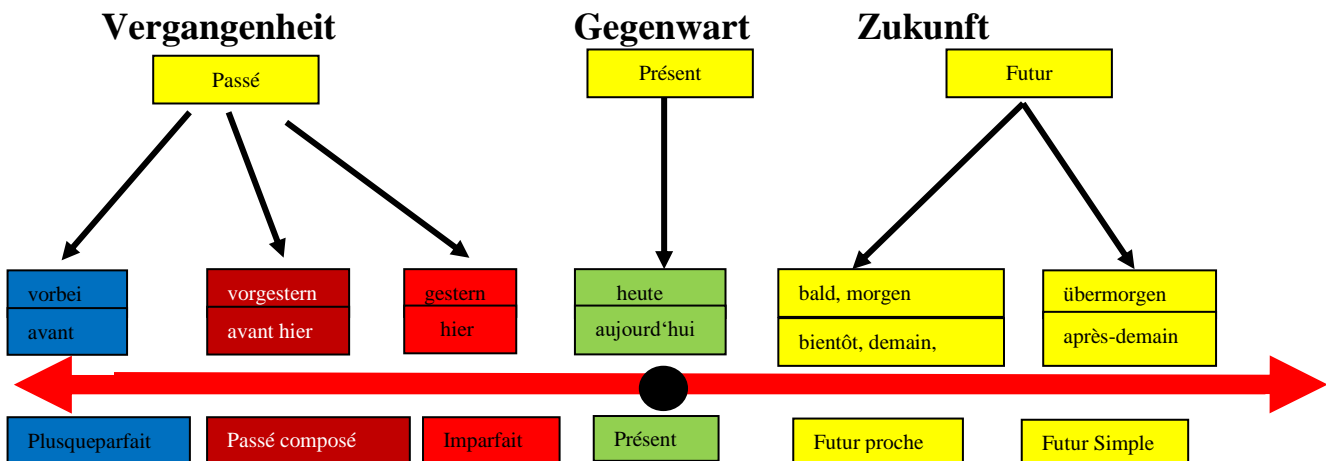 Vergangenheit Gegenwart Zukunft
Passé Présent Futur
vorbei vorgestern gestern heute bald, morgen übermorgen
avant avant hier hier aujourd‘hui bientôt, demain, après-demain
Plusqueparfait Passé composé Imparfait Présent Futur proche Futur Simple